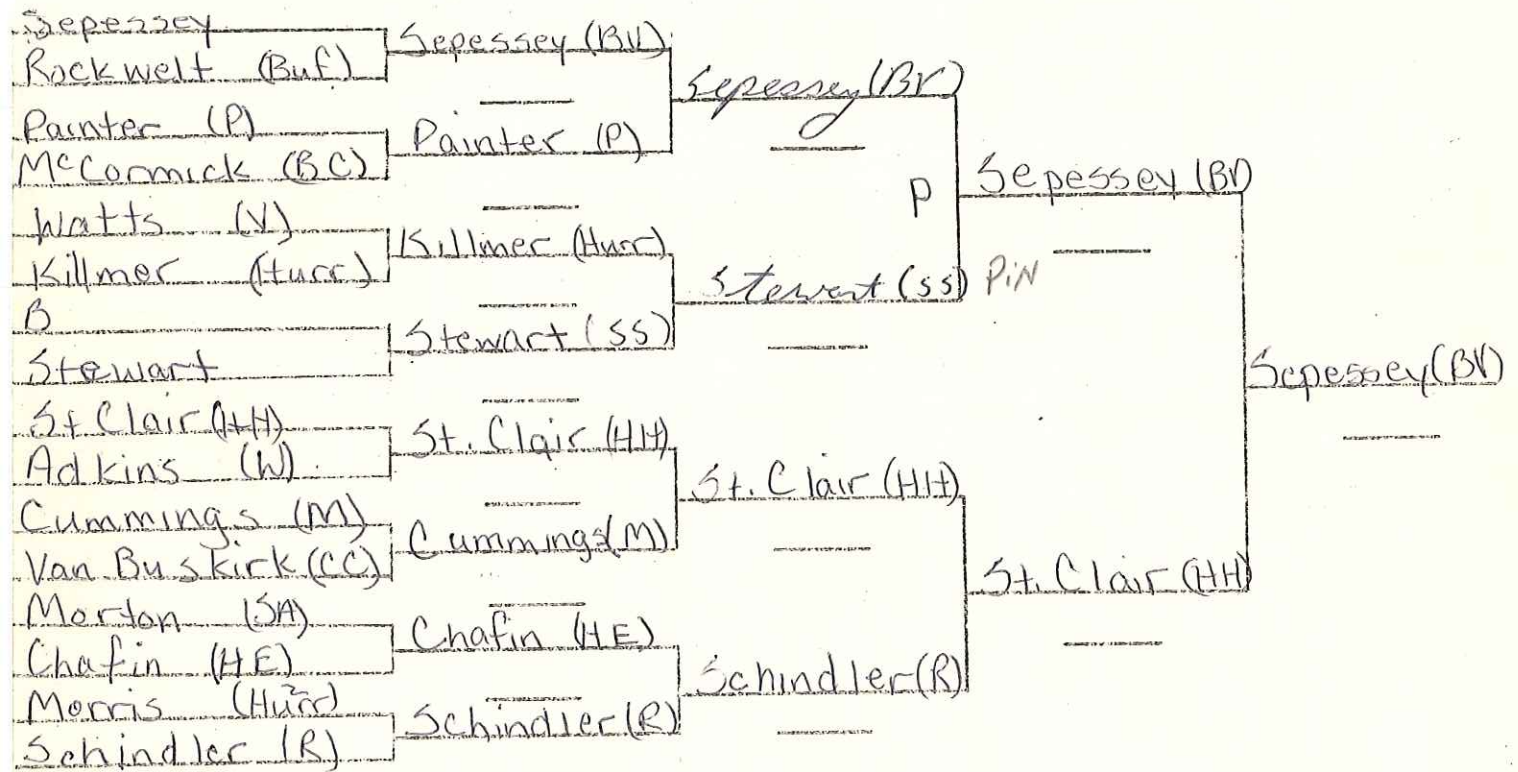 Sepessey
Rockwelt (Buf)
Painter (P)
McCormick (BC)
Watts (V)
Killmer (Hurr)
B
Stewart
St Clair (HH)
Adkins (W)
Cummings (M)
Van Buskirk (CC)
Morton (SA)
Chafin (HE)
Morris (Hurr)
Schindler (R)
Sepessey (BV)
Painter (P)
Killmer (Hurr)
Stewart (SS)
St. Clair (HH)
Cummings (M)
Chafin (HE)
Schindler (R)
Sepessey (BV)
Stewart (SS)
St. Clair (HH)
Schindler (R)
P
PiN
Sepessey (BV)
St. Clair (HH)
Sepessey (BV)